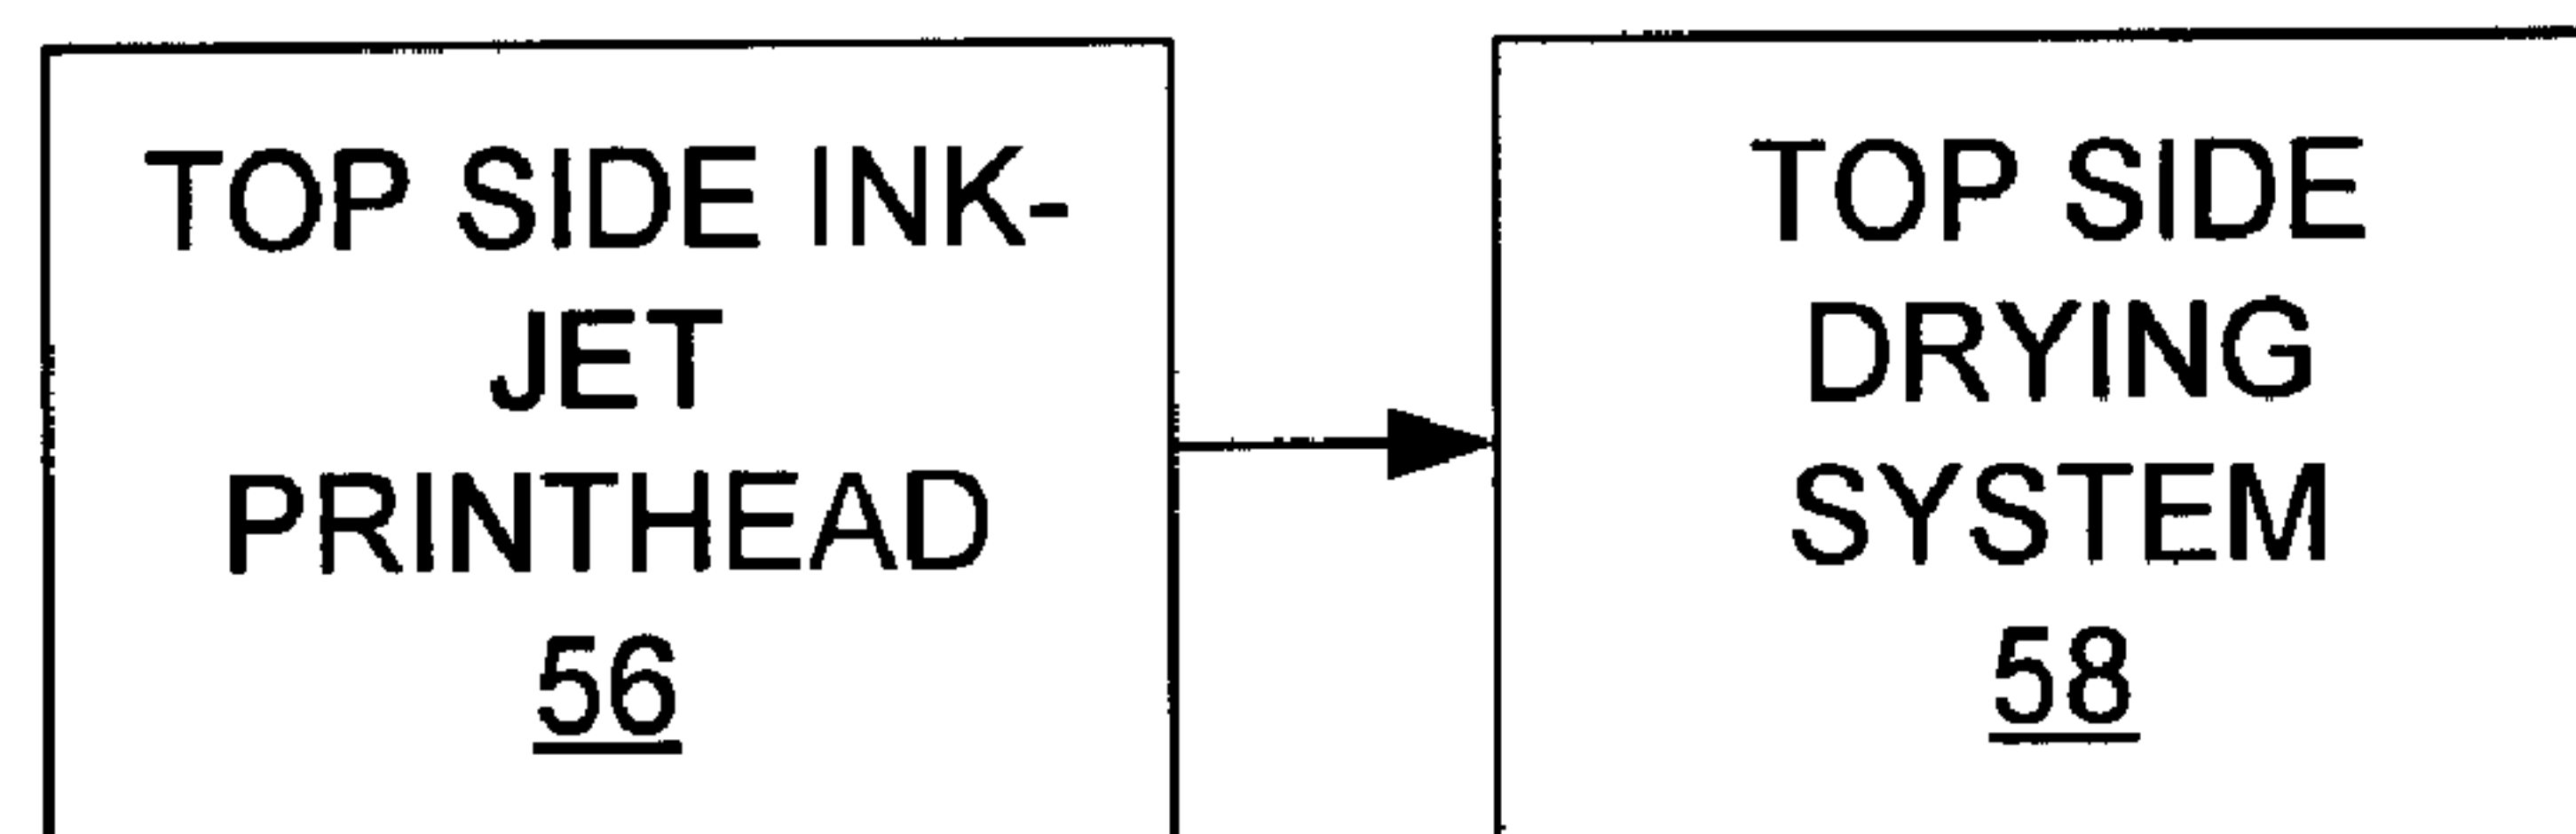 TOP SIDE INK-
JET
PRINTHEAD
56
TOP SIDE
DRYING
SYSTEM
58